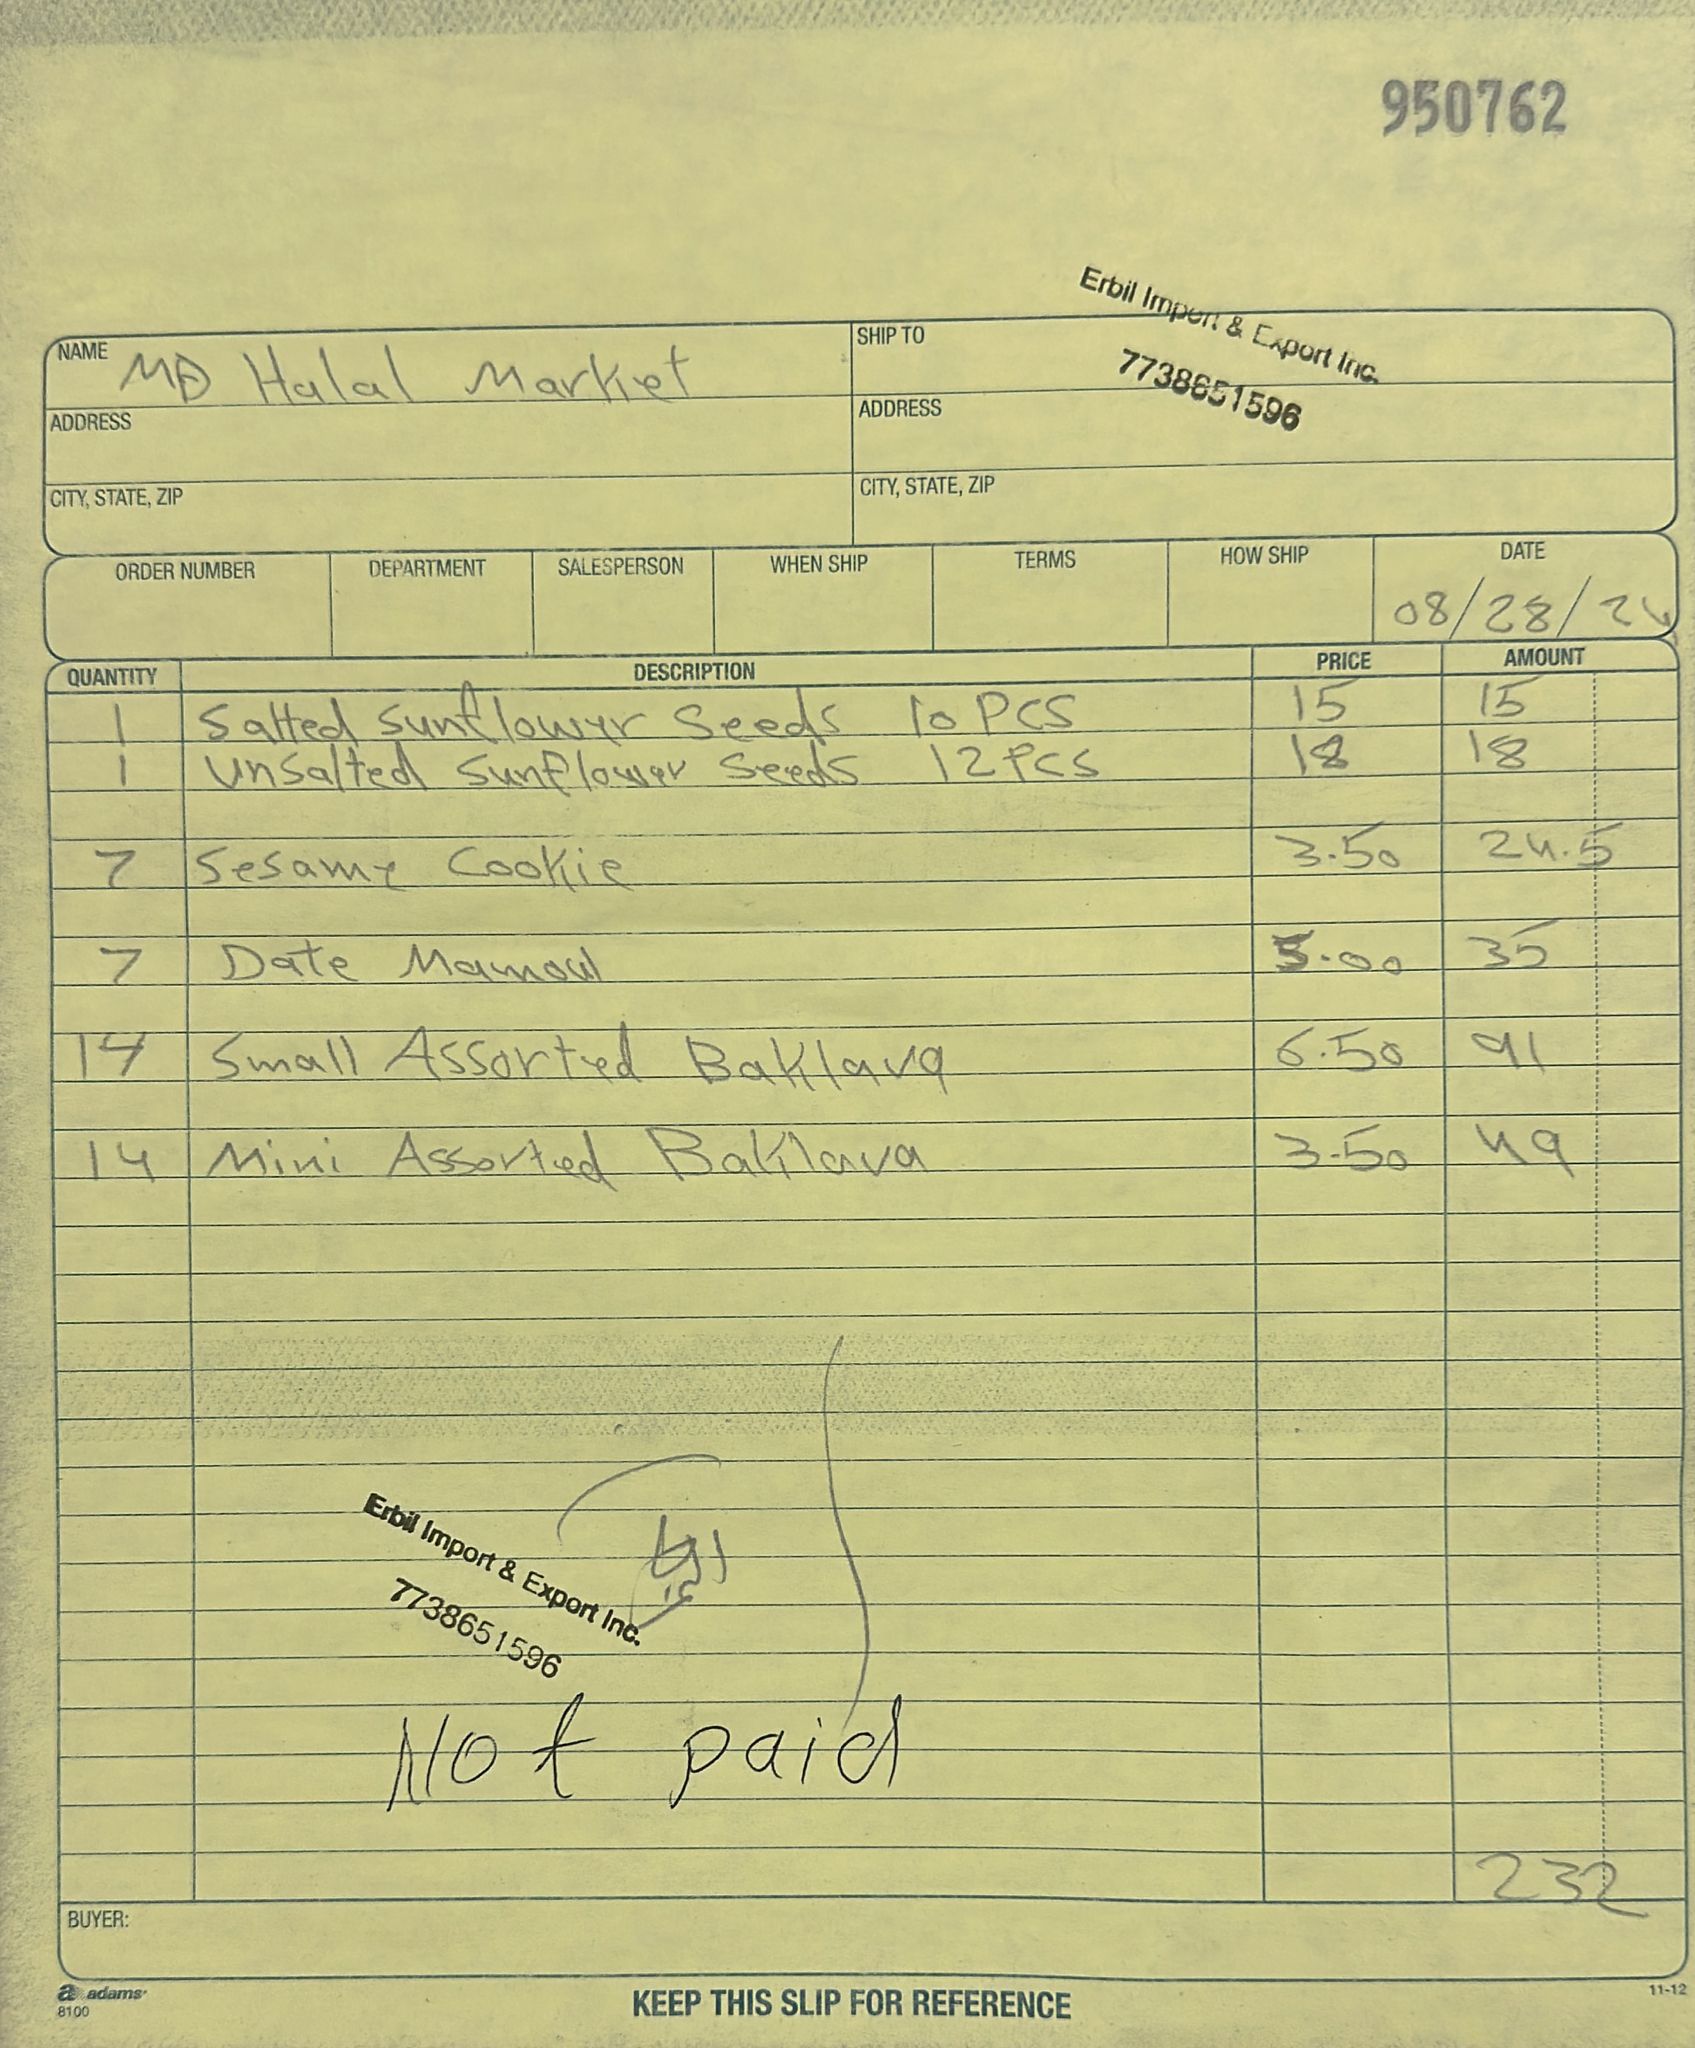 950762
Erbil Import & Export Inc.
7738651596
NAME MD Halal Market
SHIP TO
ADDRESS
ADDRESS
CITY, STATE, ZIP
CITY, STATE, ZIP
ORDER NUMBER DEPARTMENT SALESPERSON WHEN SHIP TERMS HOW SHIP DATE
08/28/24
QUANTITY DESCRIPTION PRICE AMOUNT
1 Salted Sunflower Seeds 10 PCS 15 15
1 Unsalted Sunflower Seeds 12 PCS 18 18
7 Sesame Cookie 3.50 24.5
7 Date Mamoul 5.00 35
14 Small Assorted Baklava 6.50 91
14 Mini Assorted Baklava 3.50 49
Erbil Import & Export Inc.
7738651596
Not paid
232
BUYER:
adams
8100
KEEP THIS SLIP FOR REFERENCE
11-12